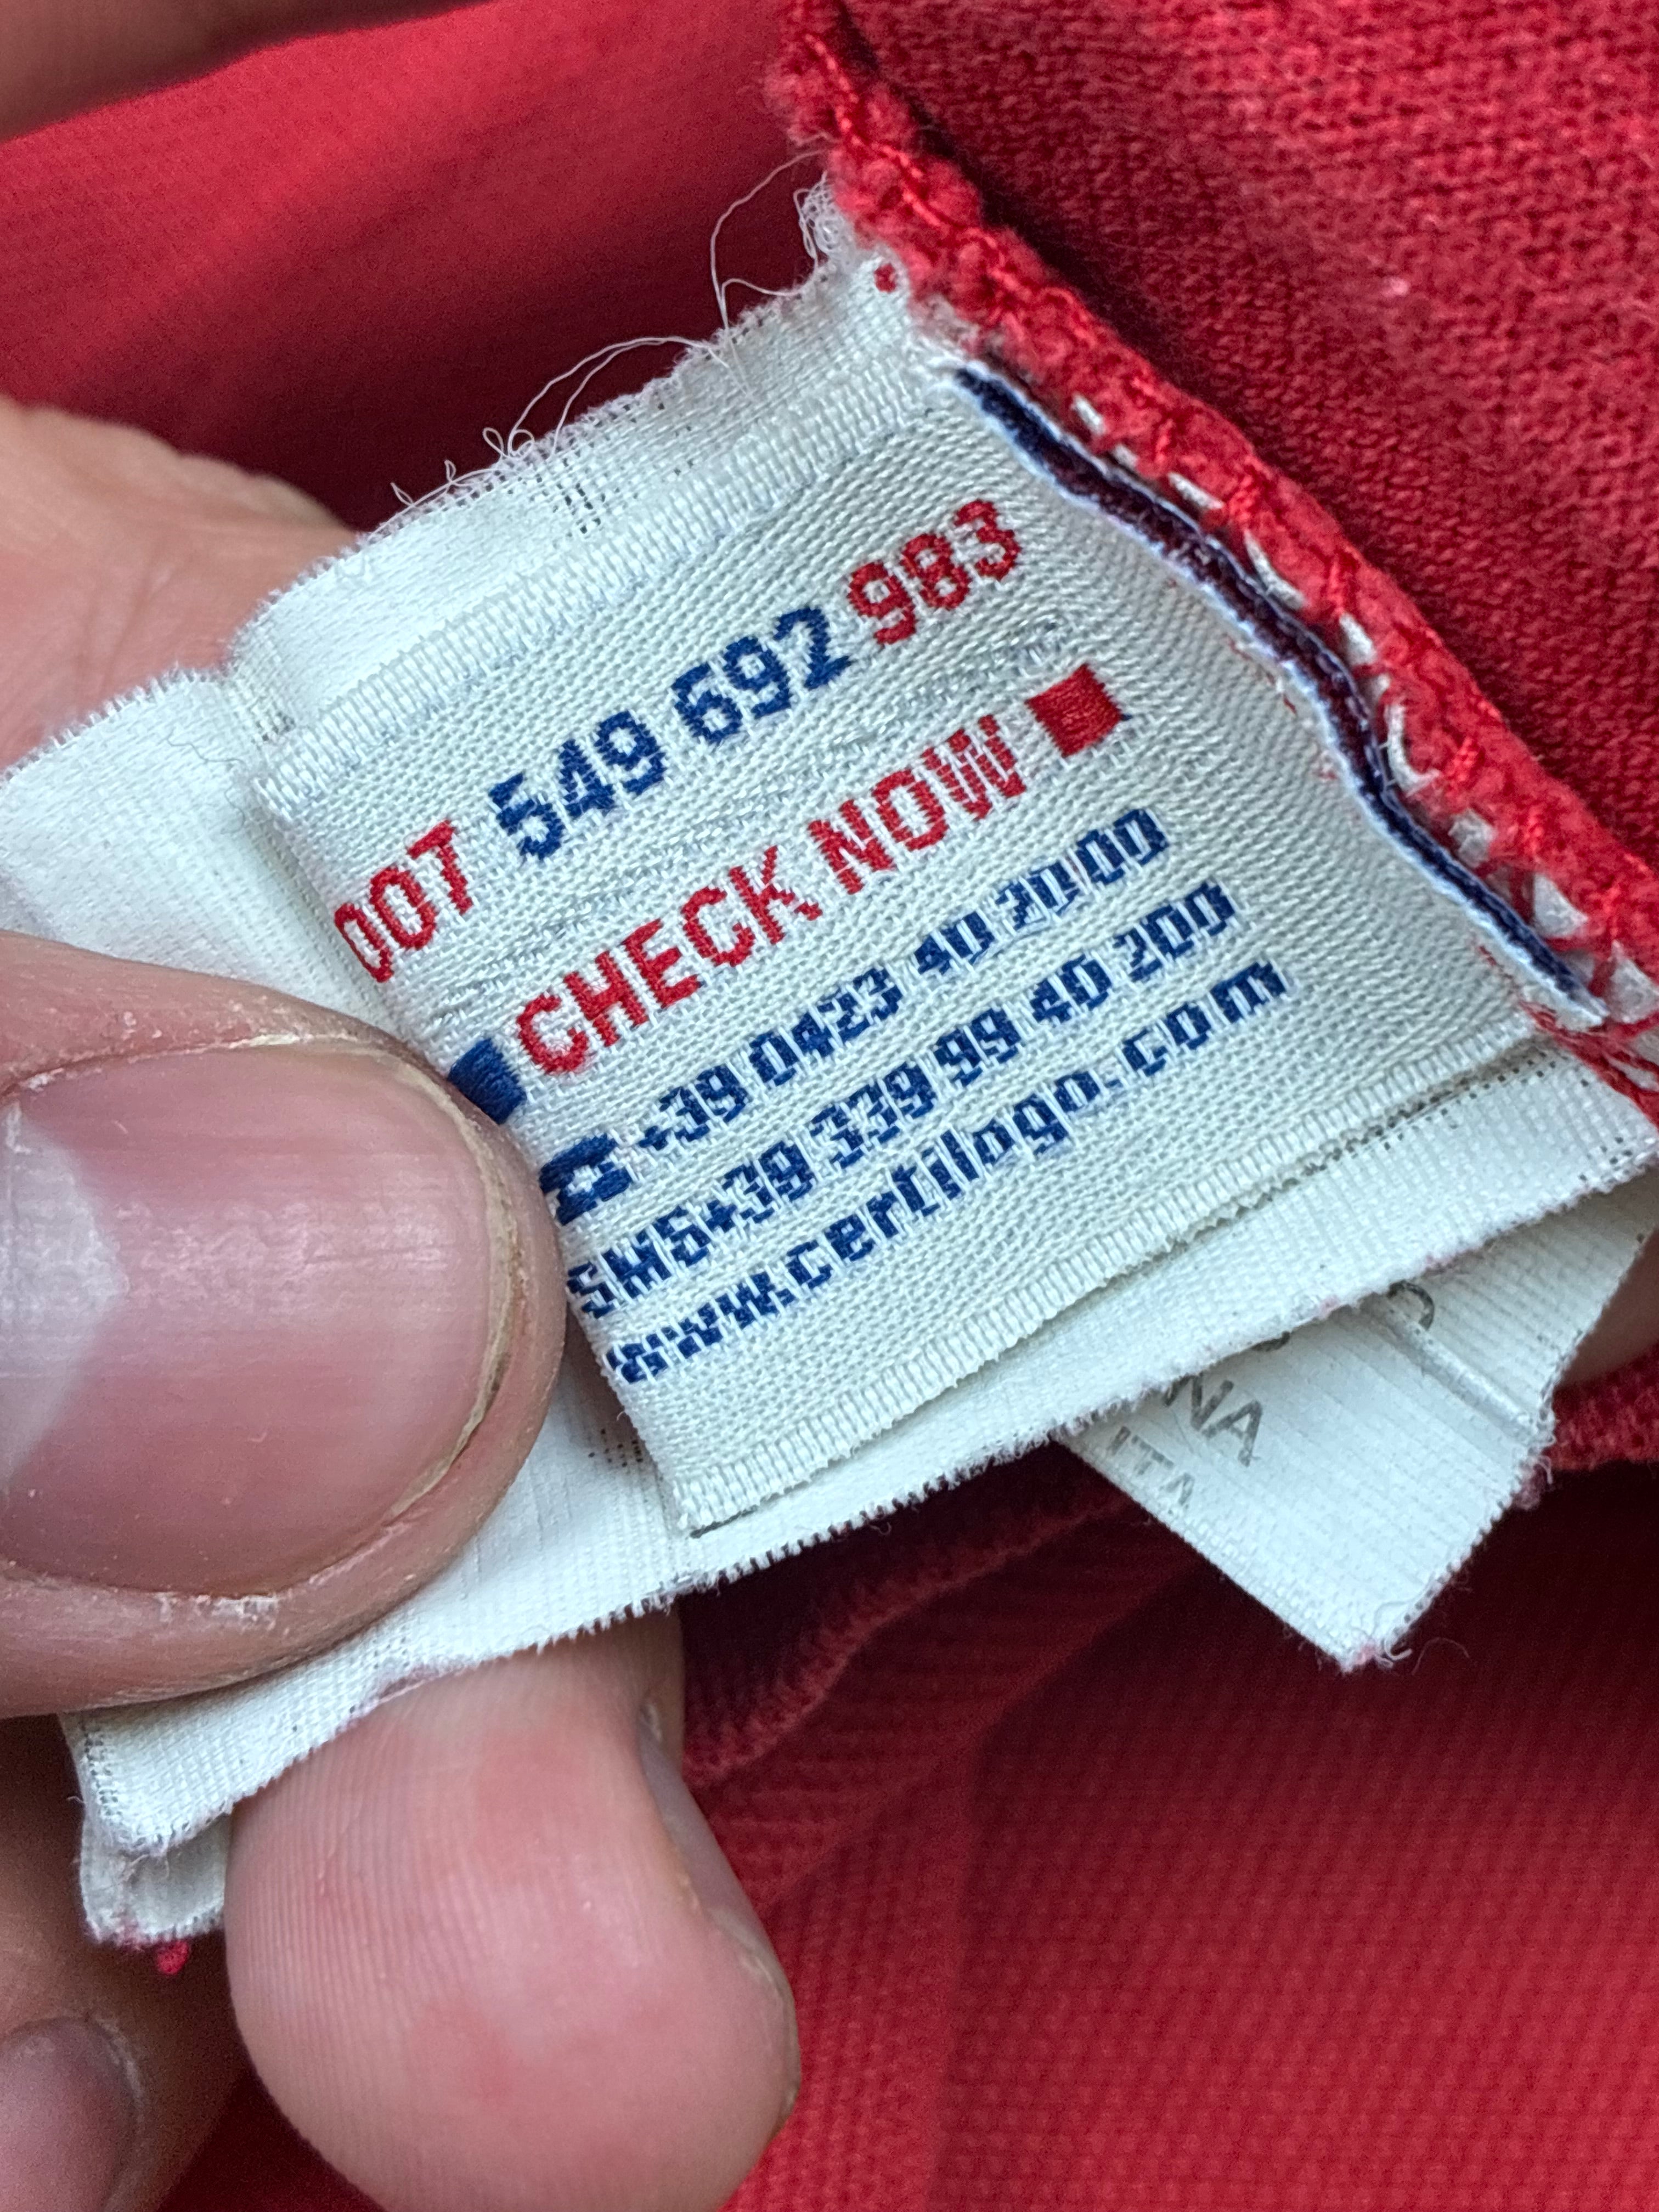 007 549 692 983
CHECK NOW
☎ +39 0423 40 20 00
SMS+39 339 99 40 200
www.certilogo.com
ITA